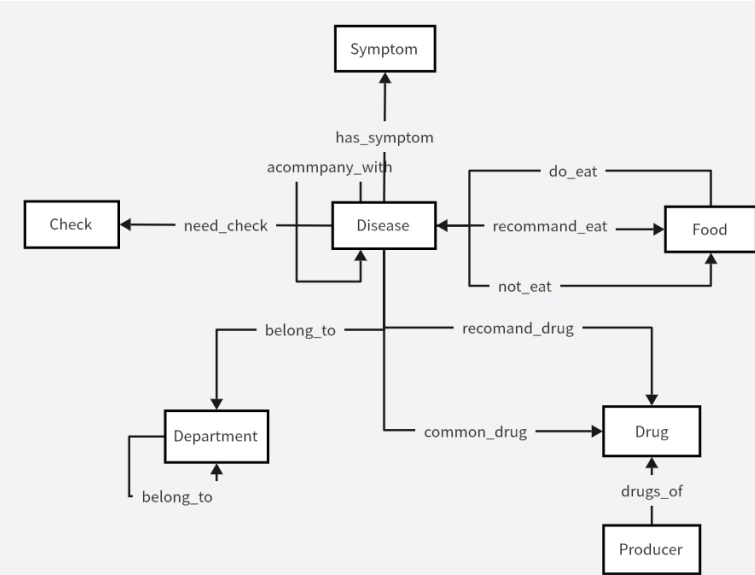 Symptom
has_symptom
acommpany_with
do_eat
Check
need_check
Disease
recommand_eat
Food
not_eat
belong_to
recomand_drug
Department
common_drug
Drug
belong_to
drugs_of
Producer